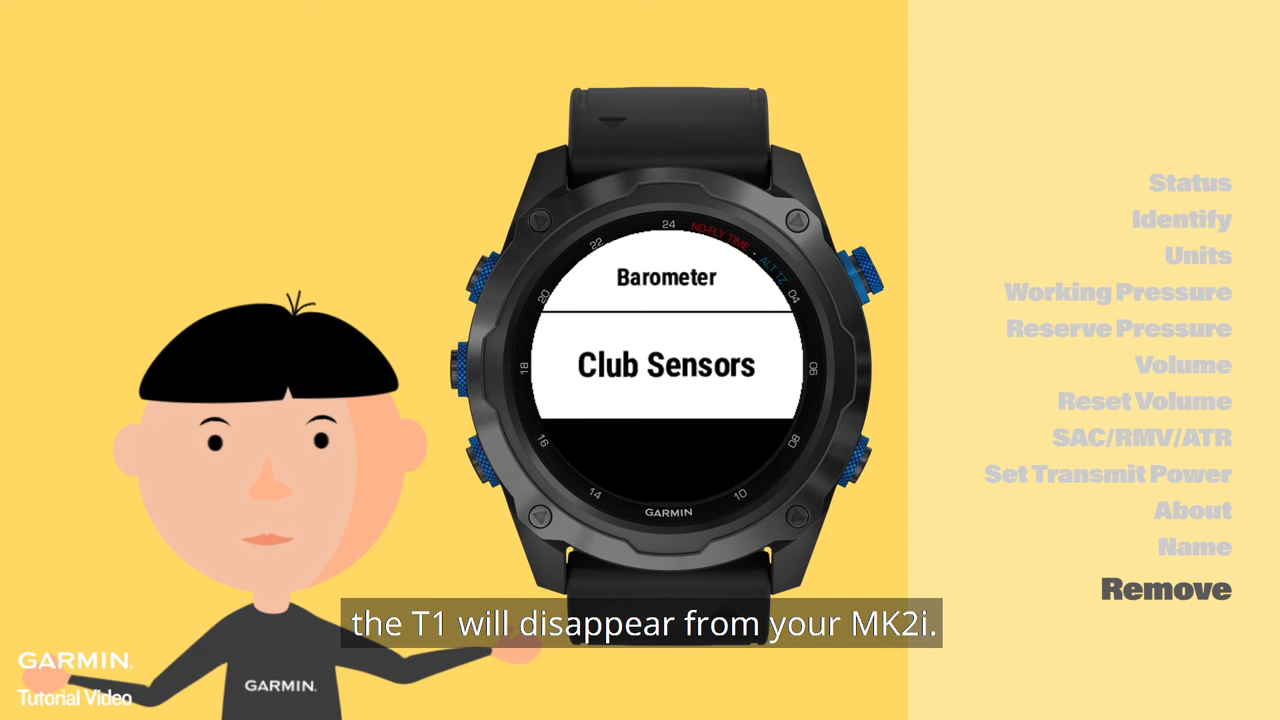 24
NO-FLY TIME - ALT TZ
22
20
04
18
06
16
08
14
10
Barometer
Club Sensors
GARMIN
Status
Identify
Units
Working Pressure
Reserve Pressure
Volume
Reset Volume
SAC/RMV/ATR
Set Transmit Power
About
Name
Remove
the T1 will disappear from your MK2i.
GARMIN.
Tutorial Video
GARMIN.